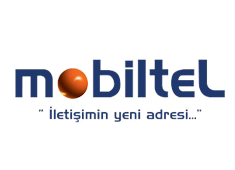 mobiltel
" İletişimin yeni adresi..."